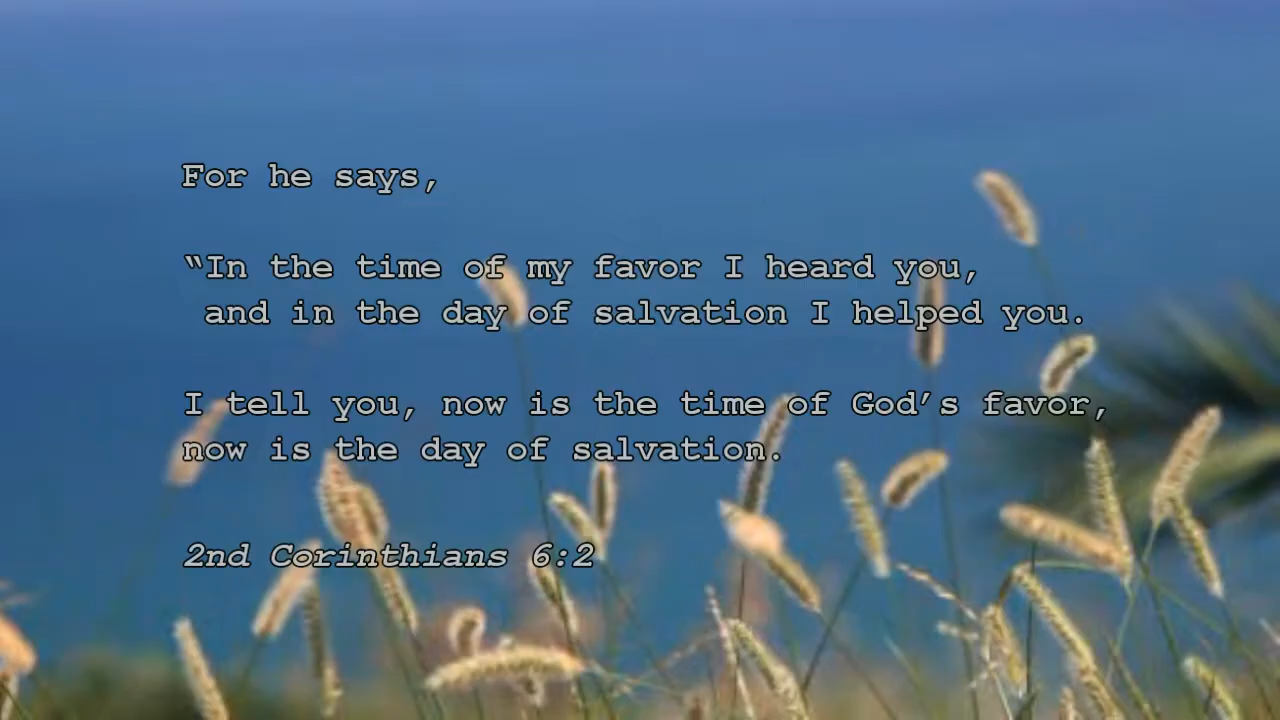 For he says,
“In the time of my favor I heard you,
and in the day of salvation I helped you.
I tell you, now is the time of God’s favor,
now is the day of salvation.
2nd Corinthians 6:2